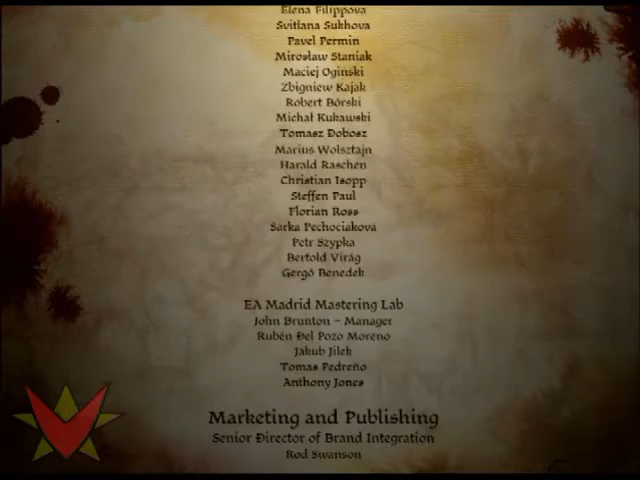 Elena Filippova
Svitlana Sukhova
Pavel Permin
Mirosław Staniak
Maciej Ogiński
Zbigniew Kajak
Robert Bórski
Michał Kukawski
Tomasz Dobosz
Marius Wolsztajn
Harald Raschen
Christian Isopp
Steffen Paul
Florian Ross
Sarka Pechociakova
Petr Szypka
Bertold Virág
Gergő Benedek
EA Madrid Mastering Lab
John Brunton – Manager
Rubén Del Pozo Moreno
Jakub Jilek
Tomas Pedreño
Anthony Jones
Marketing and Publishing
Senior Director of Brand Integration
Rod Swanson